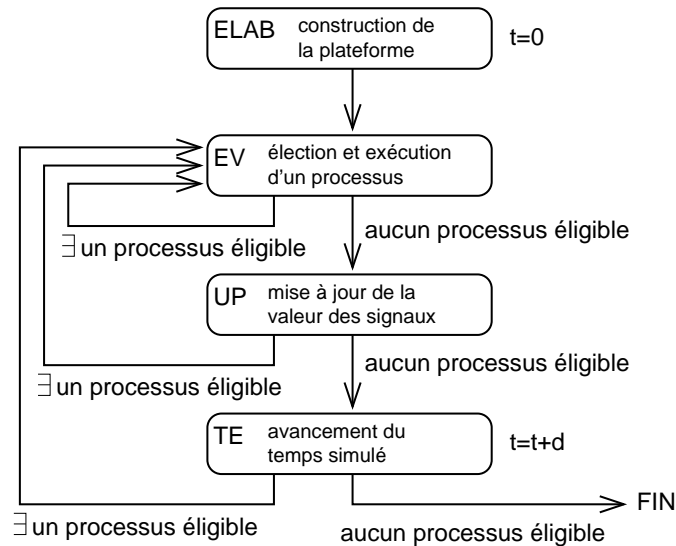 ELAB construction de
la plateforme
t=0
EV élection et exécution
d'un processus
∃ un processus éligible
aucun processus éligible
UP mise à jour de la
valeur des signaux
∃ un processus éligible
aucun processus éligible
TE avancement du
temps simulé
t=t+d
FIN
∃ un processus éligible
aucun processus éligible